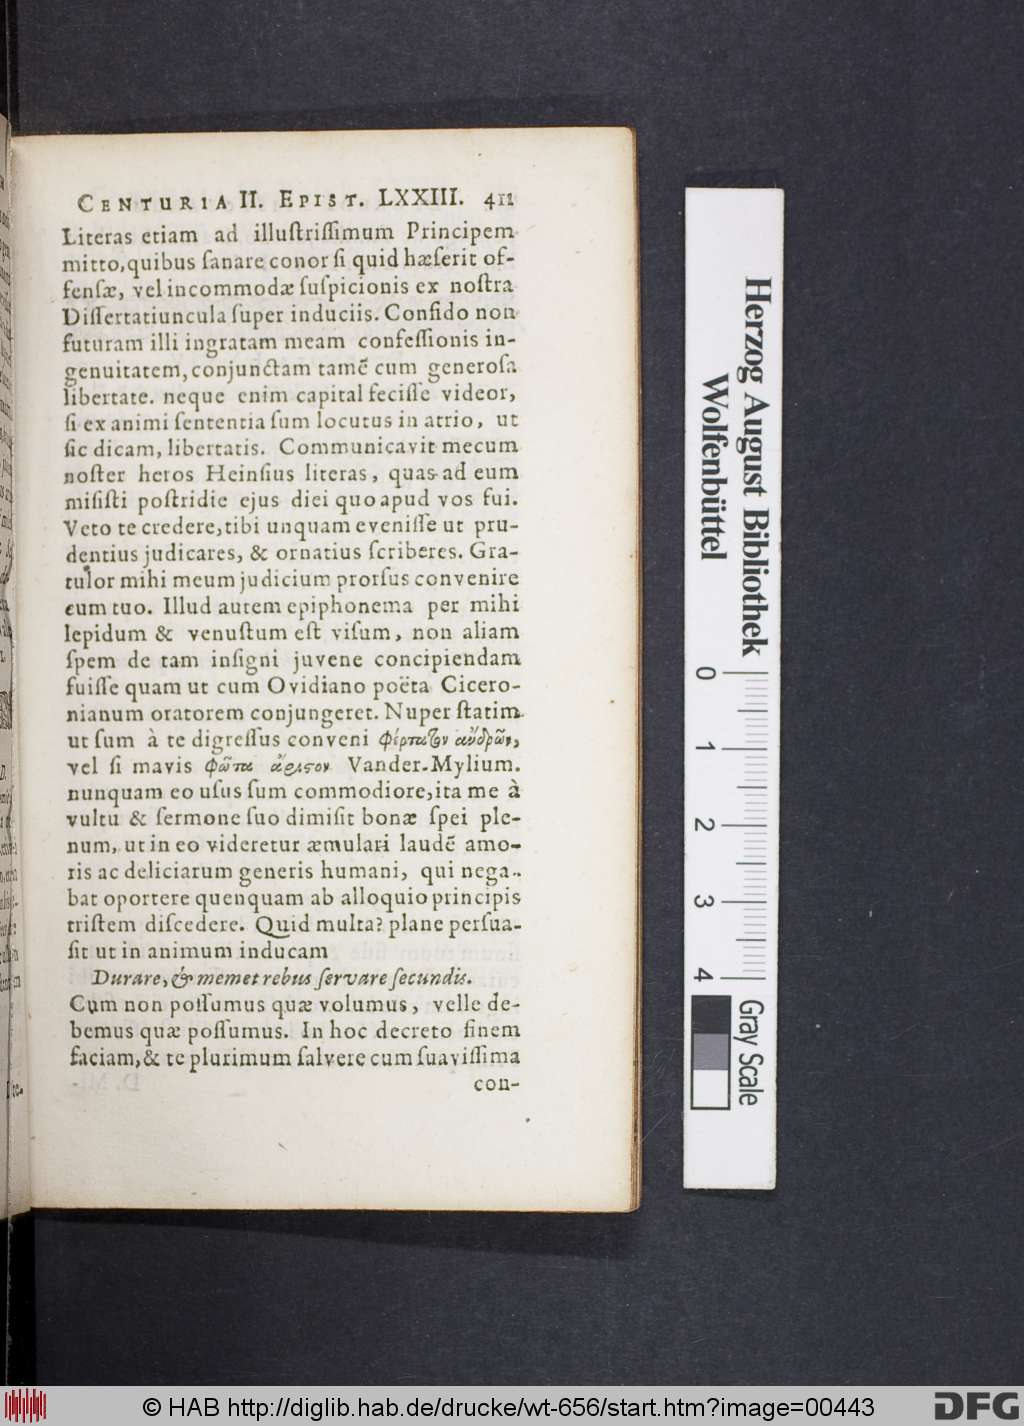 CENTURIA II. EPIST. LXXIII. 411
Literas etiam ad illustrissimum Principem
mitto, quibus sanare conor si quid hæserit of-
fensæ, vel incommodæ suspicionis ex nostra
Dissertatiuncula super induciis. Confido non
futuram illi ingratam meam confessionis in-
genuitatem, conjunctam tamē cum generosa
libertate. neque enim capital fecisse videor,
si ex animi sententia sum locutus in atrio, ut
sic dicam, libertatis. Communicavit mecum
noster heros Heinsius literas, quas ad eum
misisti postridie ejus diei quo apud vos fui.
Veto te credere, tibi unquam evenisse ut pru-
dentius judicares, & ornatius scriberes. Gra-
tulor mihi meum judicium prorsus convenire
cum tuo. Illud autem epiphonema per mihi
lepidum & venustum est visum, non aliam
spem de tam insigni juvene concipiendam
fuisse quam ut cum Ovidiano poëta Cicero-
nianum oratorem conjungeret. Nuper statim
ut sum à te digressus conveni φέρτατον ἀνδρῶν,
vel si mavis φῶτα ἄριστον Vander-Mylium.
nunquam eo usus sum commodiore, ita me à
vultu & sermone suo dimisit bonæ spei ple-
num, ut in eo videretur æmulari laudē amo-
ris ac deliciarum generis humani, qui nega-
bat oportere quenquam ab alloquio principis
tristem discedere. Quid multa? plane persua-
sit ut in animum inducam
Durare, & memet rebus servare secundis.
Cum non possumus quæ volumus, velle de-
bemus quæ possumus. In hoc decreto finem
faciam, & te plurimum salvere cum suavissima
con-
Herzog August Bibliothek
Wolfenbüttel
0 1 2 3 4
Gray Scale
© HAB http://diglib.hab.de/drucke/wt-656/start.htm?image=00443
DFG